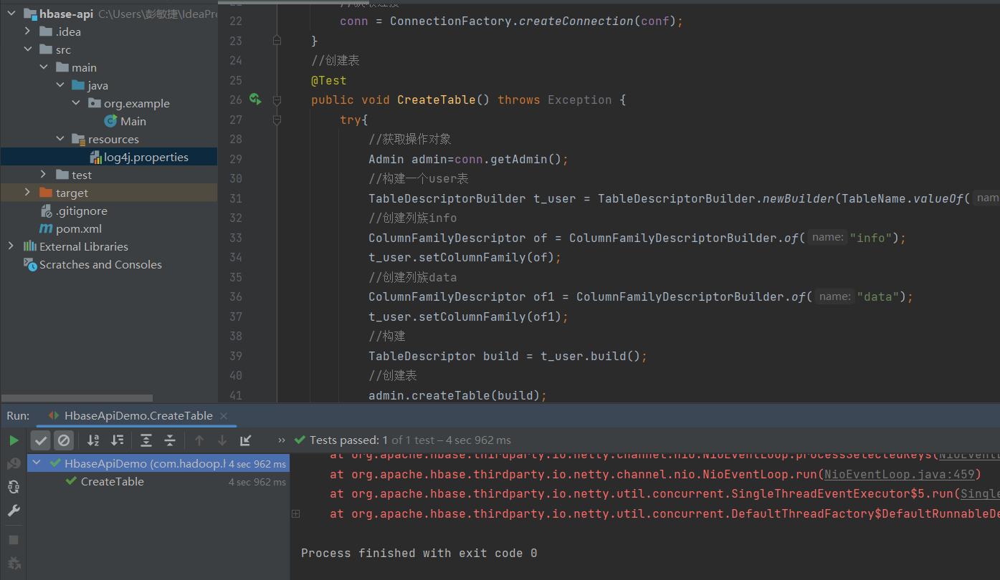 hbase-api C:\Users\彭敏捷\IdeaPro
.idea
src
main
java
org.example
Main
resources
log4j.properties
test
target
.gitignore
pom.xml
External Libraries
Scratches and Consoles
21 //获取连接
22 conn = ConnectionFactory.createConnection(conf);
23 }
24 //创建表
25 @Test
26 public void CreateTable() throws Exception {
27 try{
28 //获取操作对象
29 Admin admin=conn.getAdmin();
30 //构建一个user表
31 TableDescriptorBuilder t_user = TableDescriptorBuilder.newBuilder(TableName.valueOf( nam
32 //创建列族info
33 ColumnFamilyDescriptor of = ColumnFamilyDescriptorBuilder.of( name: "info");
34 t_user.setColumnFamily(of);
35 //创建列族data
36 ColumnFamilyDescriptor of1 = ColumnFamilyDescriptorBuilder.of( name: "data");
37 t_user.setColumnFamily(of1);
38 //构建
39 TableDescriptor build = t_user.build();
40 //创建表
41 admin.createTable(build);
Run: HbaseApiDemo.CreateTable ×
» Tests passed: 1 of 1 test – 4 sec 962 ms
HbaseApiDemo (com.hadoop.l 4 sec 962 ms
CreateTable 4 sec 962 ms
at org.apache.hbase.thirdparty.io.netty.channel.nio.NioEventLoop.processSelectedKeys(NioEventL
at org.apache.hbase.thirdparty.io.netty.channel.nio.NioEventLoop.run(NioEventLoop.java:459)
at org.apache.hbase.thirdparty.io.netty.util.concurrent.SingleThreadEventExecutor$5.run(Single
at org.apache.hbase.thirdparty.io.netty.util.concurrent.DefaultThreadFactory$DefaultRunnableDe
Process finished with exit code 0